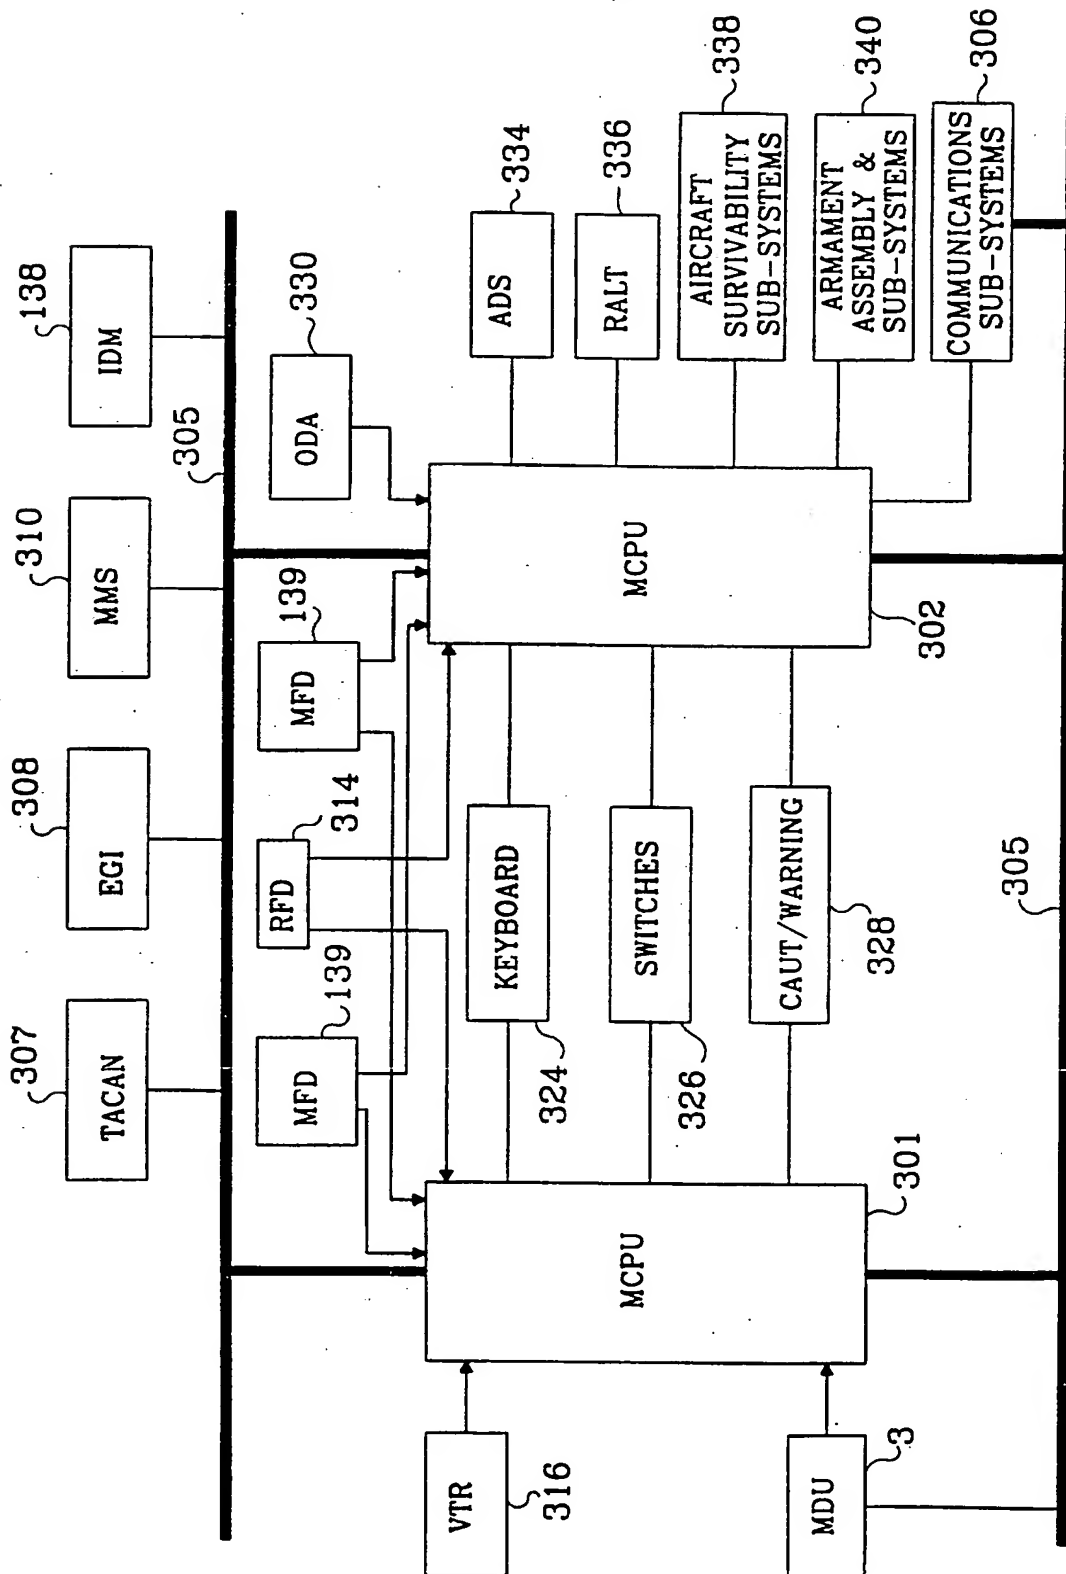 307
TACAN
308
EGI
310
MMS
138
IDM
305
139
MFD
314
RFD
139
MFD
330
ODA
VTR
316
MDU
3
MCPU
301
KEYBOARD
324
SWITCHES
326
CAUT/WARNING
328
MCPU
302
ADS
334
RALT
336
AIRCRAFT
SURVIVABILITY
SUB-SYSTEMS
338
ARMAMENT
ASSEMBLY &
SUB-SYSTEMS
340
COMMUNICATIONS
SUB-SYSTEMS
306
305